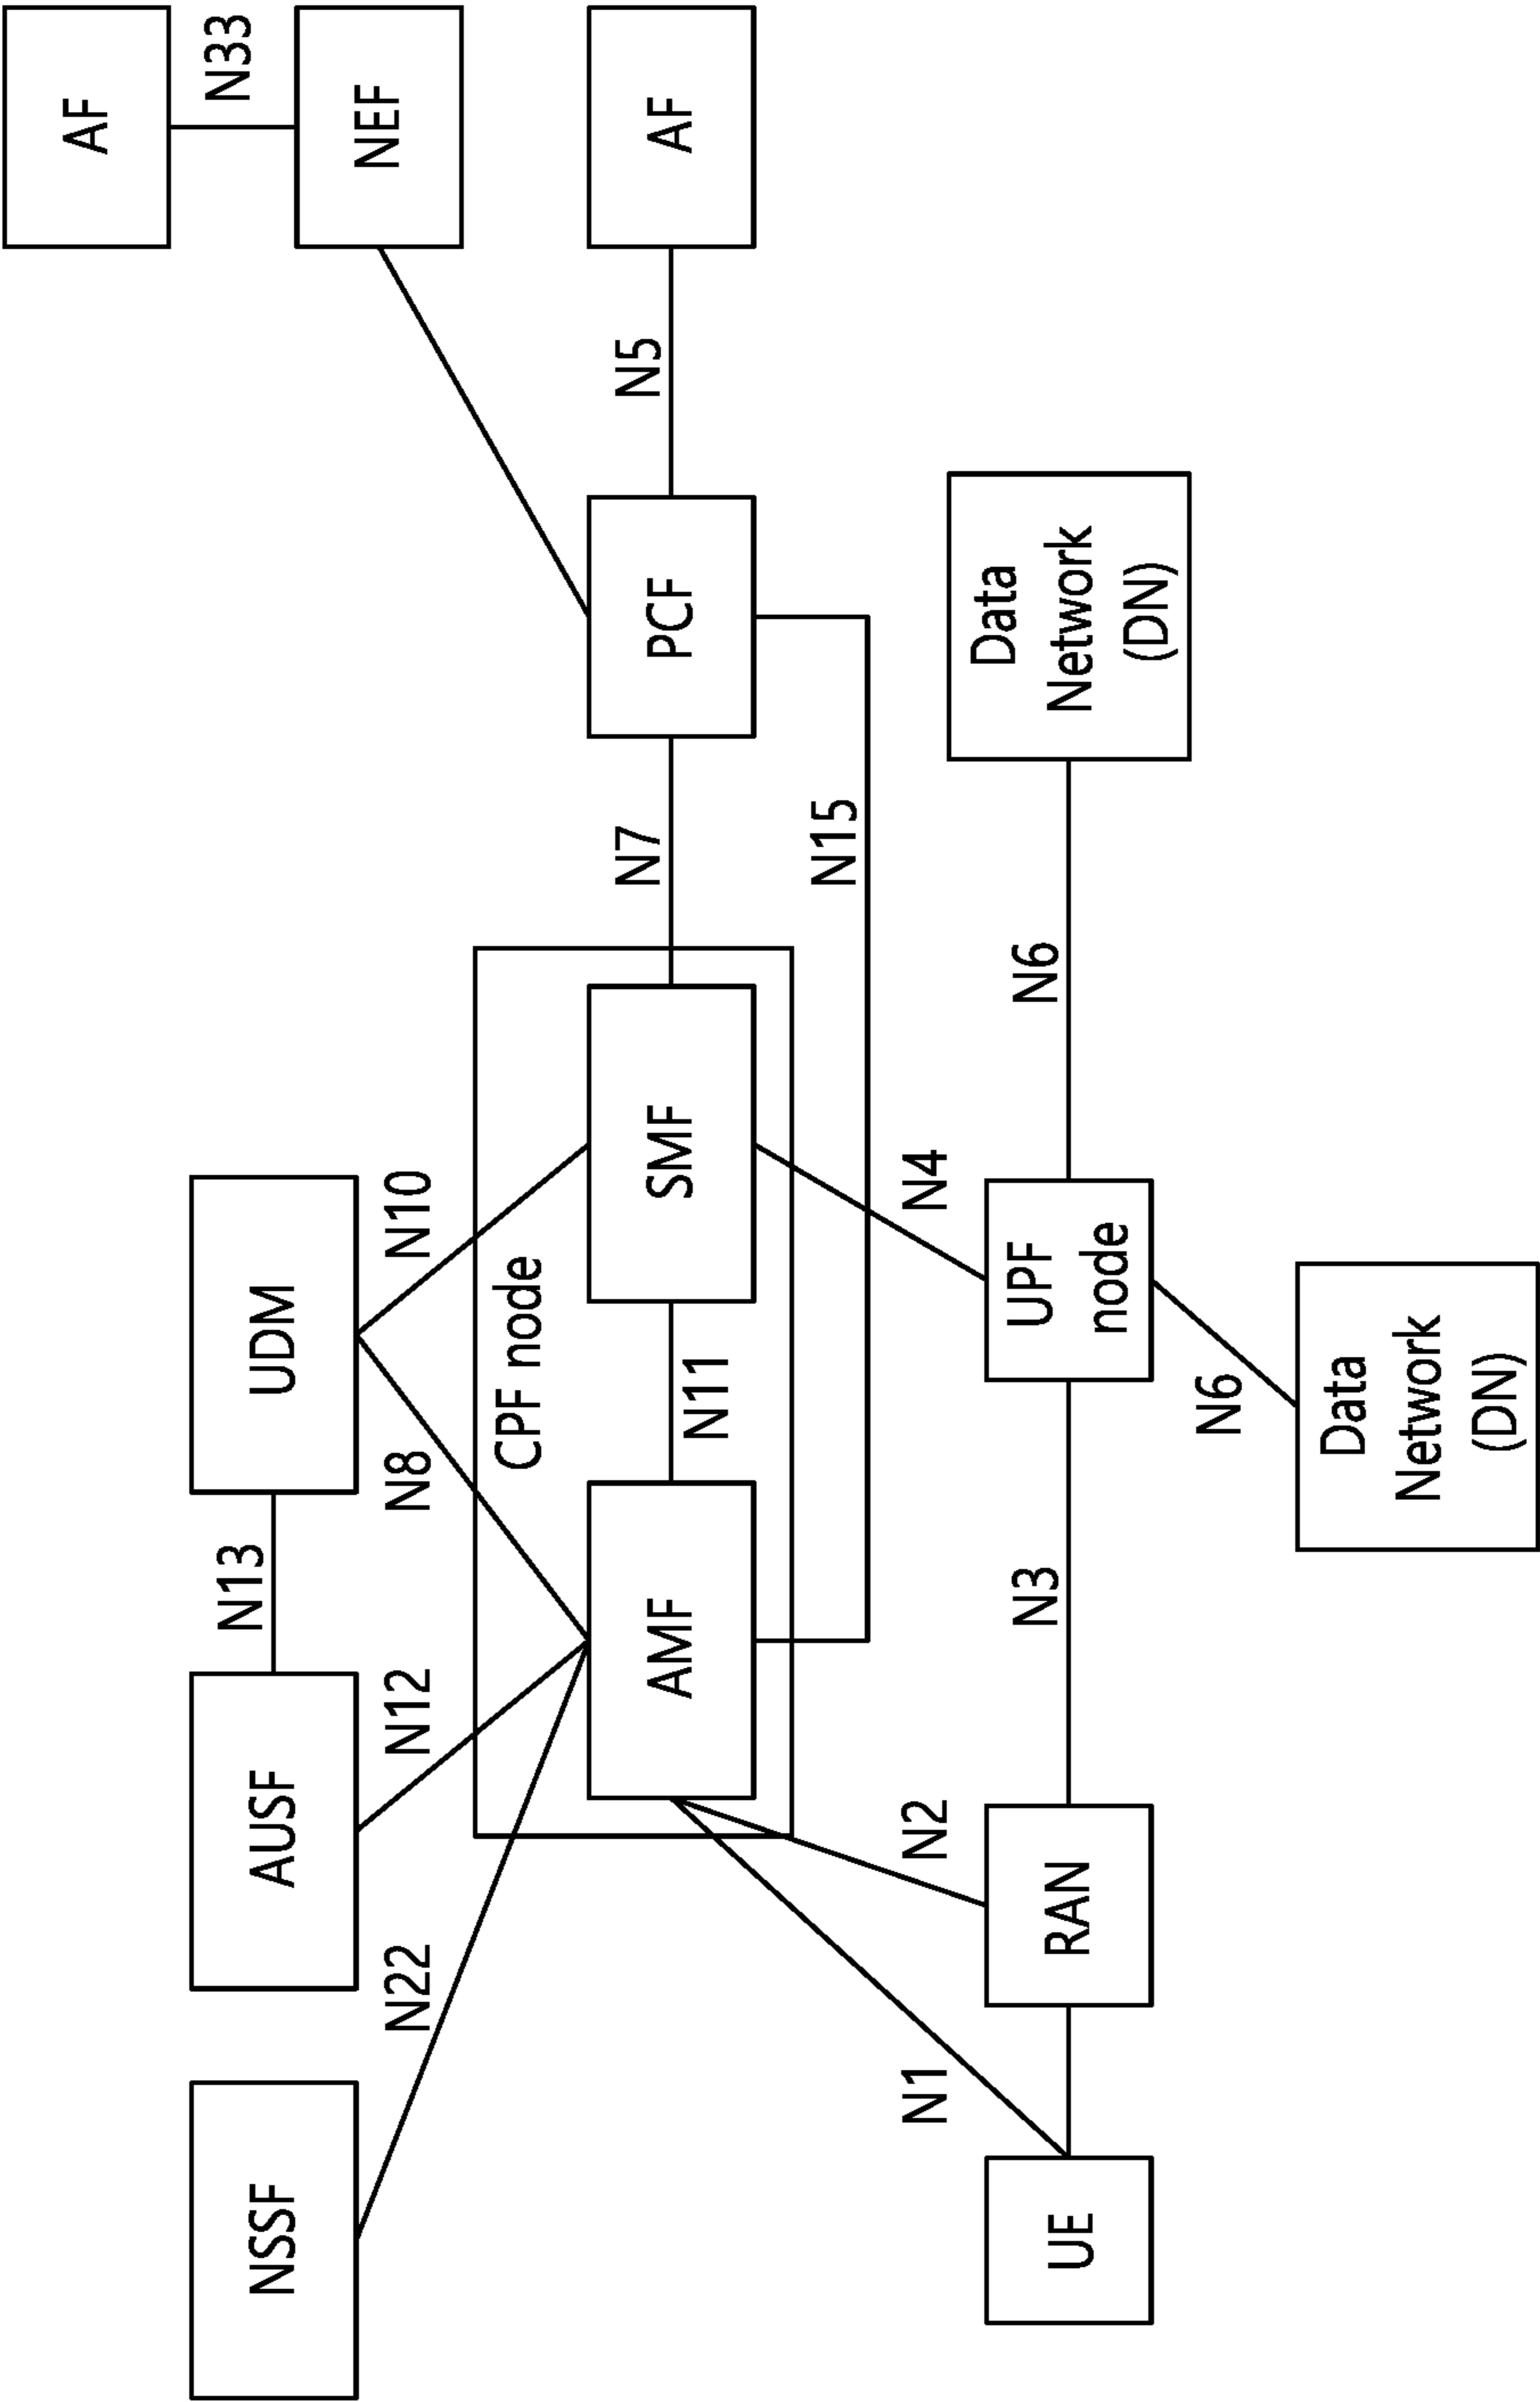 AF
N33
NSSF
AUSF
N13
UDM
NEF
N22
N12
N8
N10
CPF node
AMF
N11
SMF
N7
PCF
N5
AF
N15
N1
N2
N4
UE
RAN
N3
UPF
node
N6
Data
Network
(DN)
N6
Data
Network
(DN)